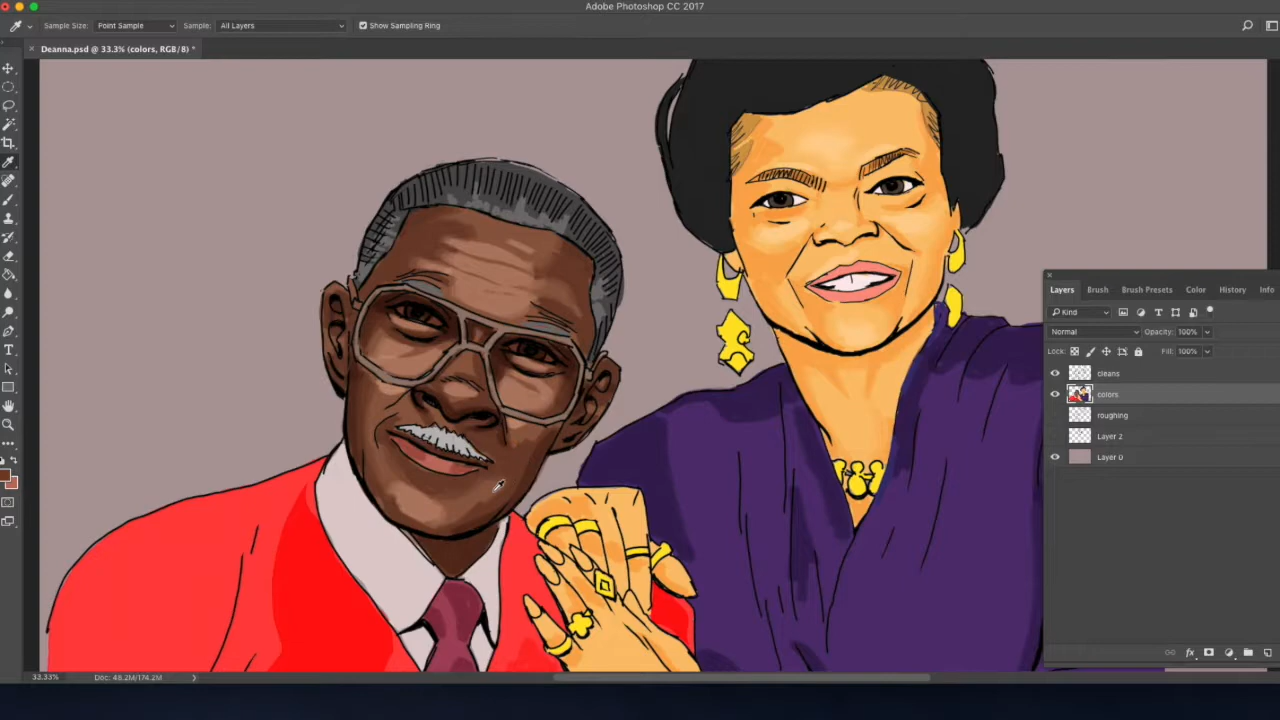 Adobe Photoshop CC 2017
Sample Size: Point Sample Sample: All Layers Show Sampling Ring
Deanna.psd @ 33.3% (colors, RGB/8) *
Layers Brush Brush Presets Color History Info
Kind
Normal Opacity: 100%
Lock: Fill: 100%
cleans
colors
roughing
Layer 2
Layer 0
fx
33.33% Doc: 46.2M/174.2M